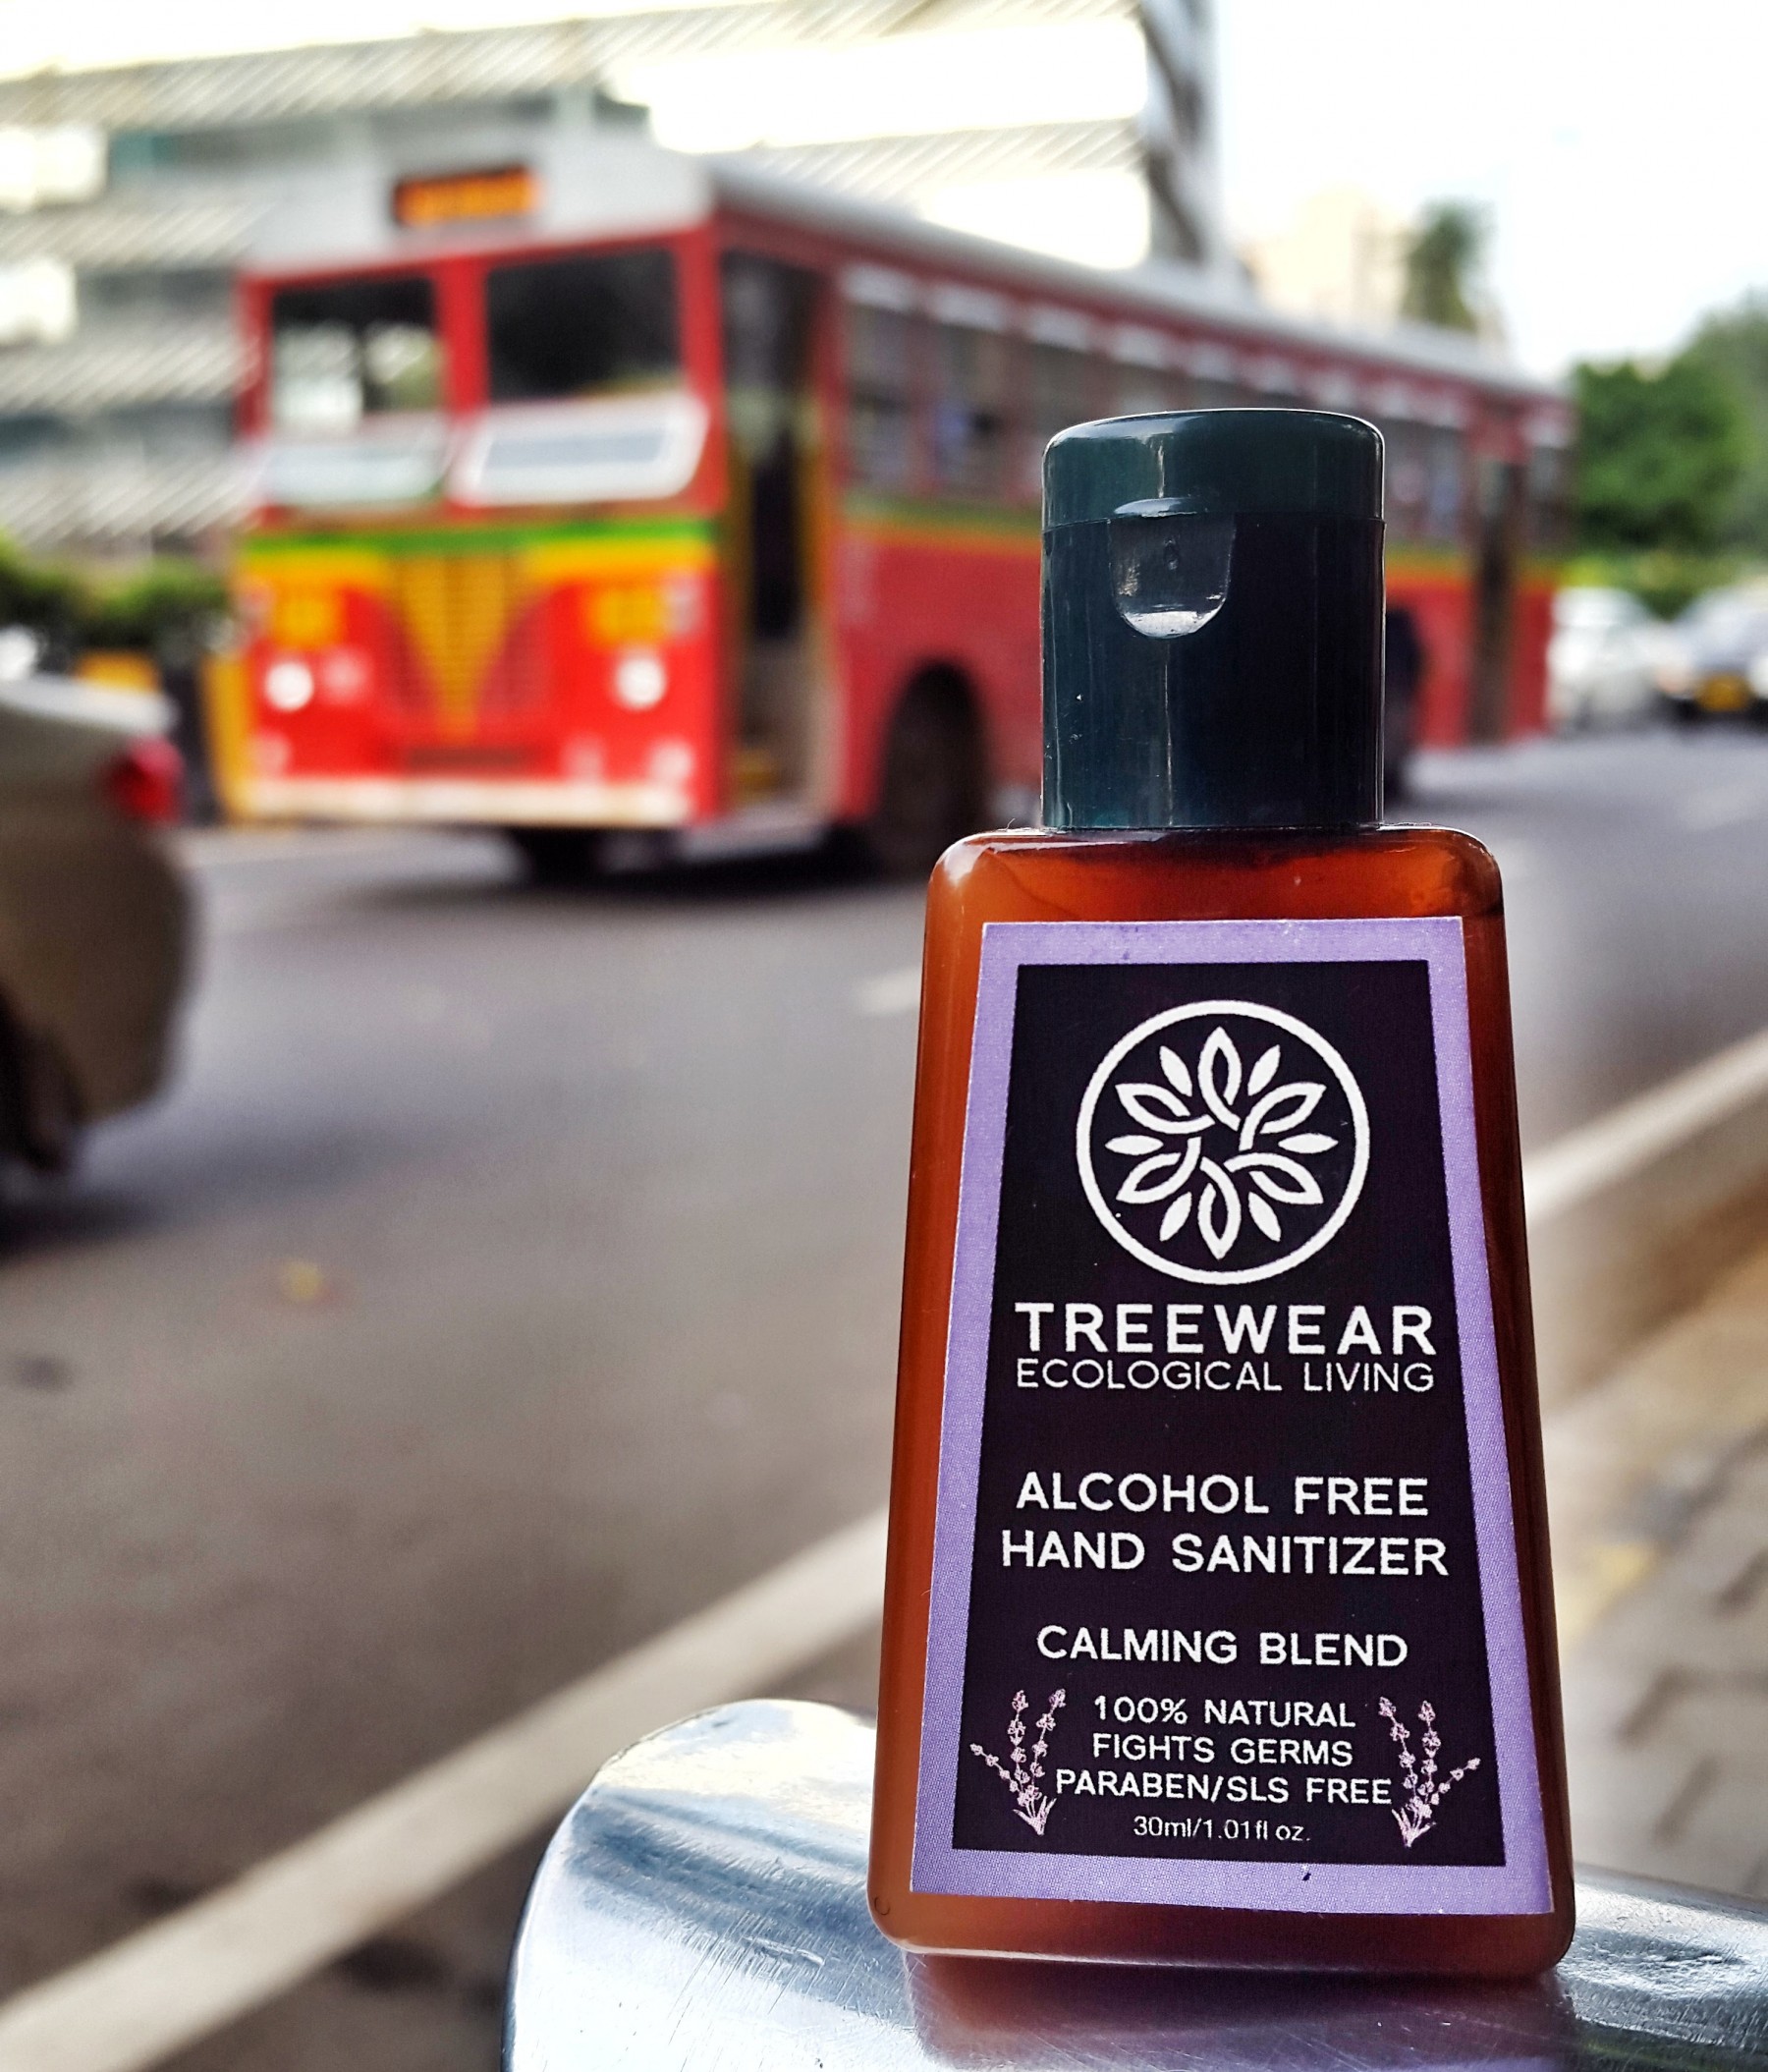 TREEWEAR
ECOLOGICAL LIVING
ALCOHOL FREE
HAND SANITIZER
CALMING BLEND
100% NATURAL
FIGHTS GERMS
PARABEN/SLS FREE
30ml/1.01fl oz.